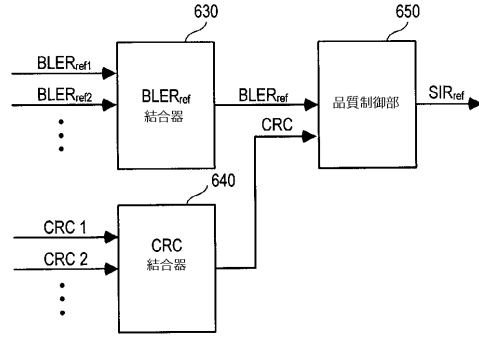 630
650
BLERref1
BLERref2
BLERref
結合器
BLERref
品質制御部
SIRref
CRC
640
CRC 1
CRC 2
CRC
結合器